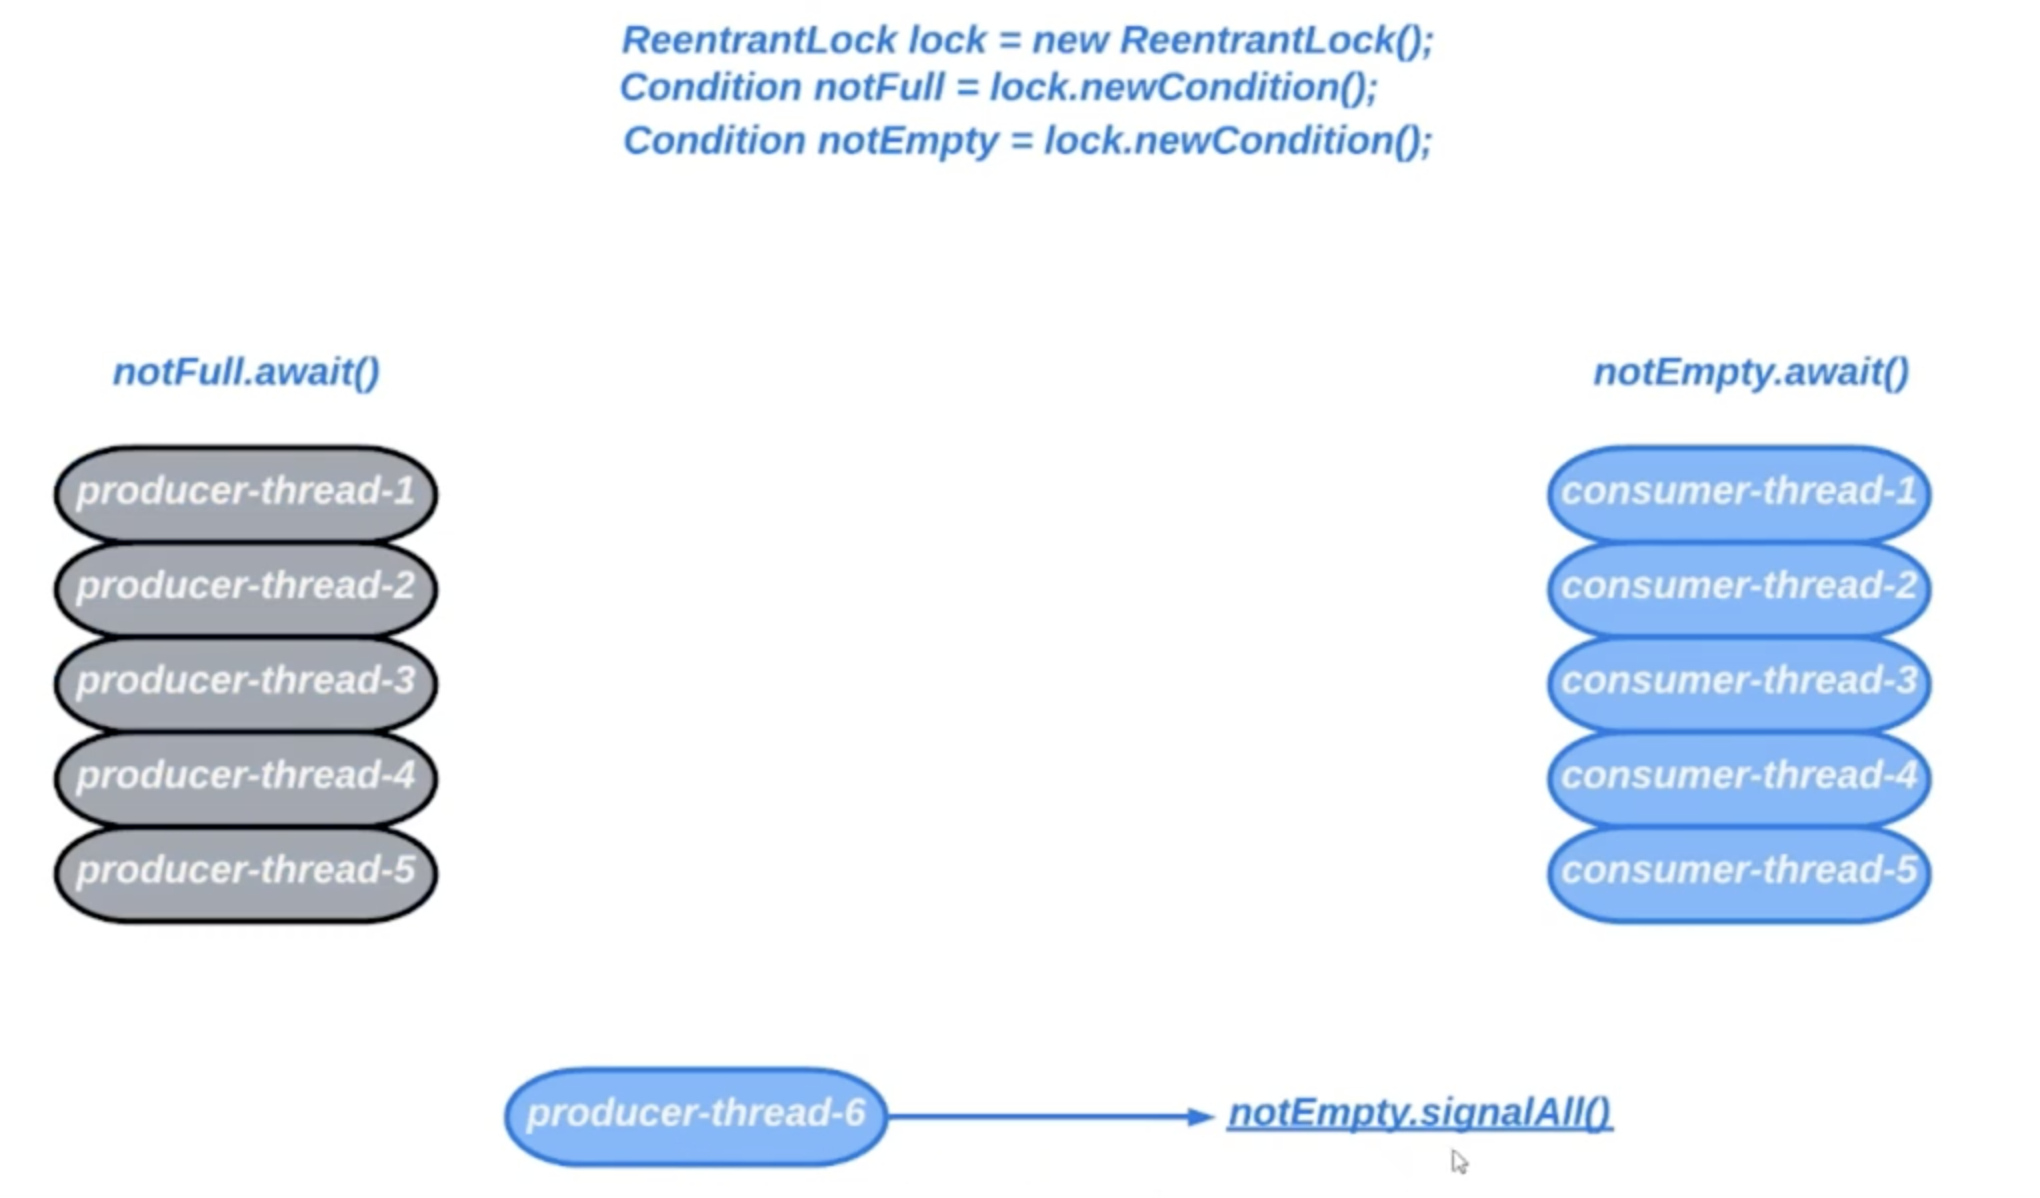 ReentrantLock lock = new ReentrantLock();
Condition notFull = lock.newCondition();
Condition notEmpty = lock.newCondition();
notFull.await()
producer-thread-1
producer-thread-2
producer-thread-3
producer-thread-4
producer-thread-5
notEmpty.await()
consumer-thread-1
consumer-thread-2
consumer-thread-3
consumer-thread-4
consumer-thread-5
producer-thread-6
notEmpty.signalAll()